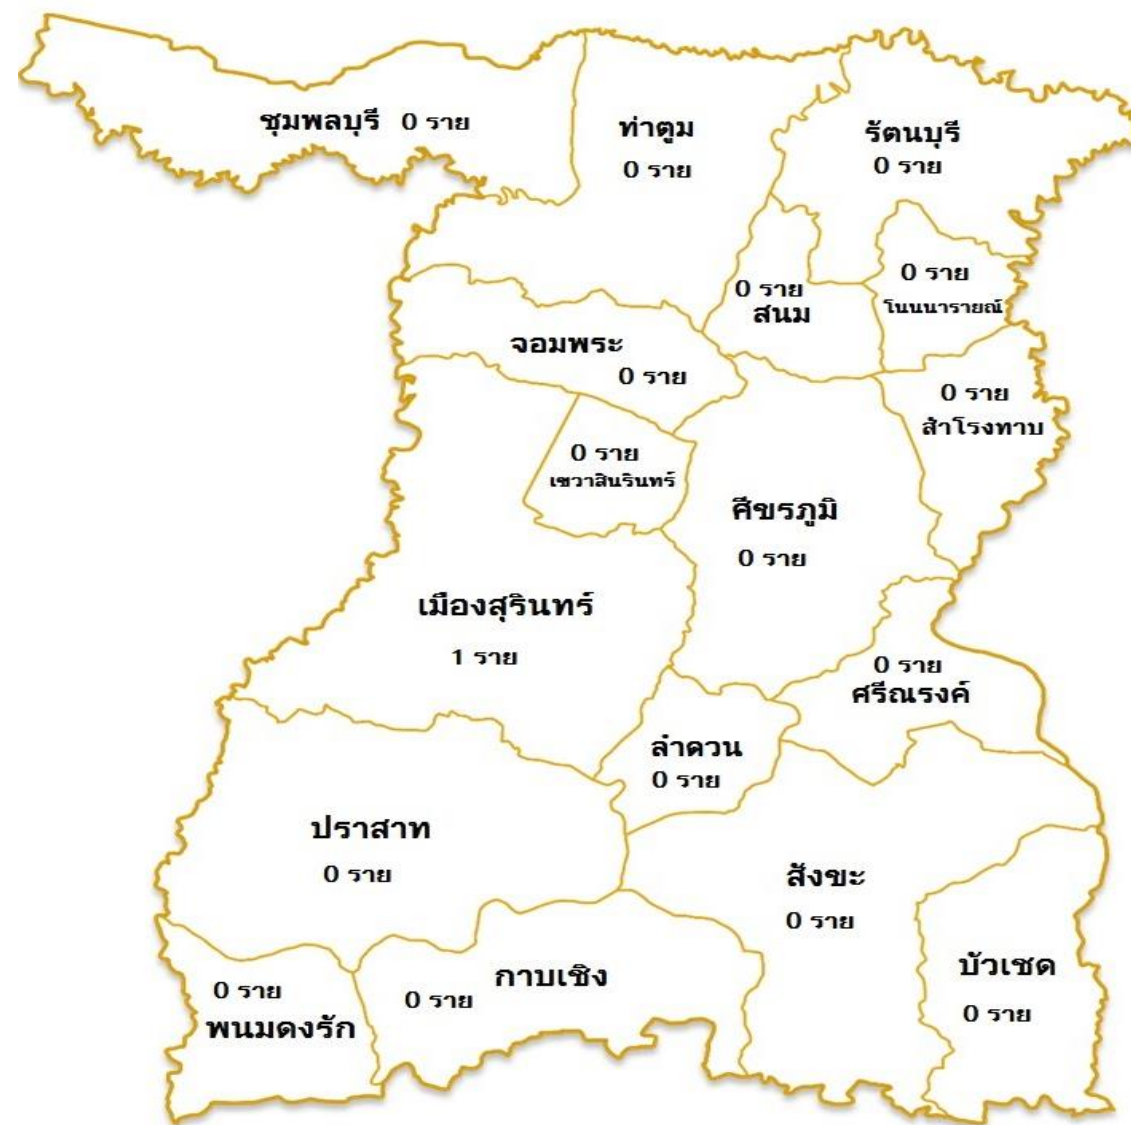 ชุมพลบุรี 0 ราย
ท่าตูม
0 ราย
รัตนบุรี
0 ราย
0 ราย
สนม
0 ราย
โนนนารายณ์
จอมพระ
0 ราย
0 ราย
สำโรงทาบ
0 ราย
เขวาสินรินทร์
ศีขรภูมิ
0 ราย
เมืองสุรินทร์
1 ราย
0 ราย
ศรีณรงค์
ลำดวน
0 ราย
ปราสาท
0 ราย
สังขะ
0 ราย
บัวเชด
0 ราย
กาบเชิง
0 ราย
0 ราย
พนมดงรัก